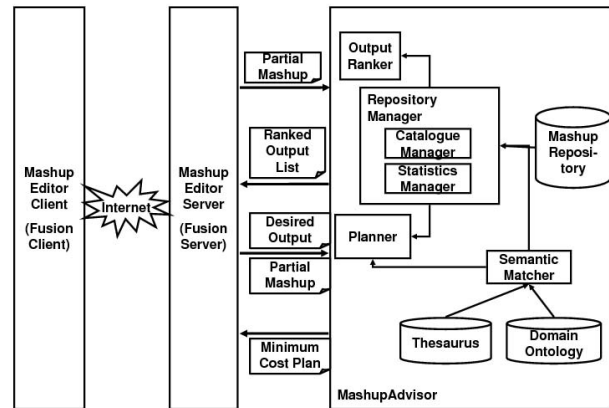 Mashup
Editor
Client
(Fusion
Client)
Internet
Mashup
Editor
Server
(Fusion
Server)
Partial
Mashup
Ranked
Output
List
Desired
Output
Partial
Mashup
Minimum
Cost Plan
Output
Ranker
Repository
Manager
Catalogue
Manager
Statistics
Manager
Mashup
Reposi-
tory
Planner
Semantic
Matcher
Thesaurus
Domain
Ontology
MashupAdvisor